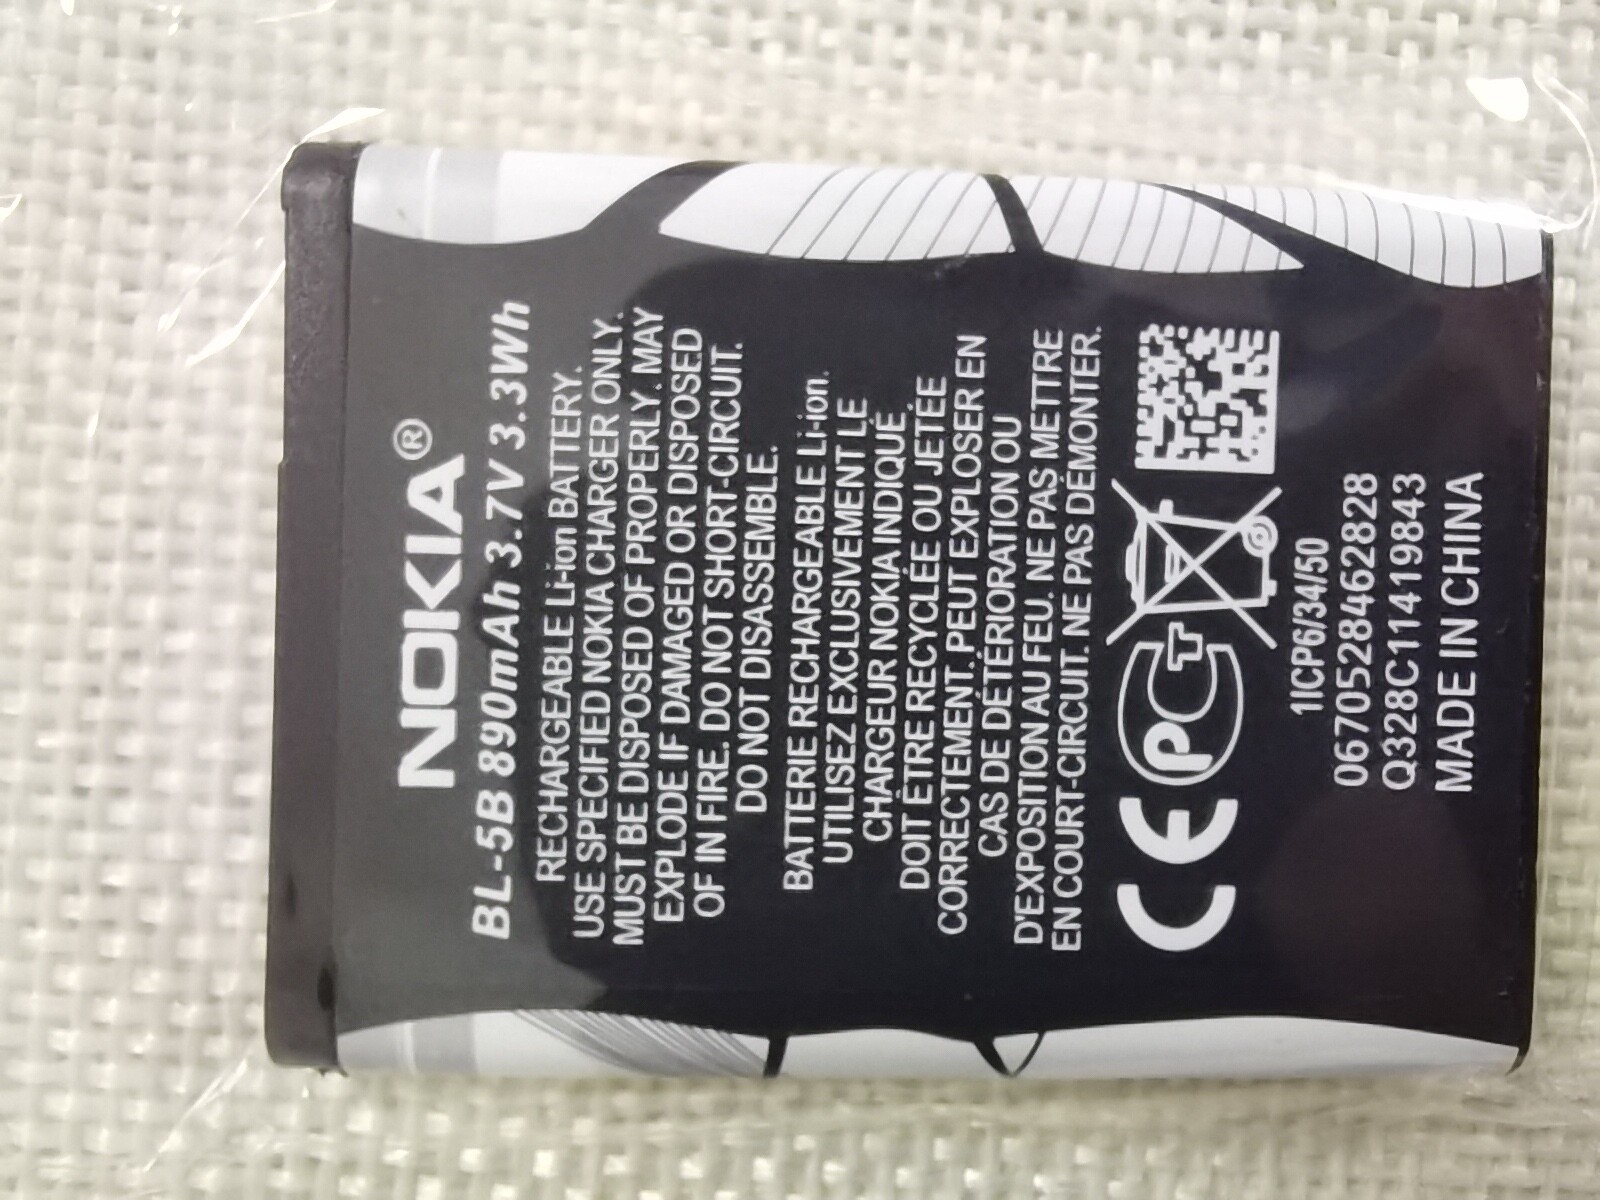 NOKIA®
BL-5B 890mAh 3.7V 3.3Wh
RECHARGEABLE Li-ion BATTERY.
USE SPECIFIED NOKIA CHARGER ONLY.
MUST BE DISPOSED OF PROPERLY. MAY
EXPLODE IF DAMAGED OR DISPOSED
OF IN FIRE. DO NOT SHORT-CIRCUIT.
DO NOT DISASSEMBLE.
BATTERIE RECHARGEABLE Li-ion.
UTILISEZ EXCLUSIVEMENT LE
CHARGEUR NOKIA INDIQUÉ.
DOIT ÊTRE RECYCLÉE OU JETÉE
CORRECTEMENT. PEUT EXPLOSER EN
CAS DE DÉTÉRIORATION OU
D'EXPOSITION AU FEU. NE PAS METTRE
EN COURT-CIRCUIT. NE PAS DÉMONTER.
CE PCT
1ICP6/34/50
0670528462828
Q328C11419843
MADE IN CHINA